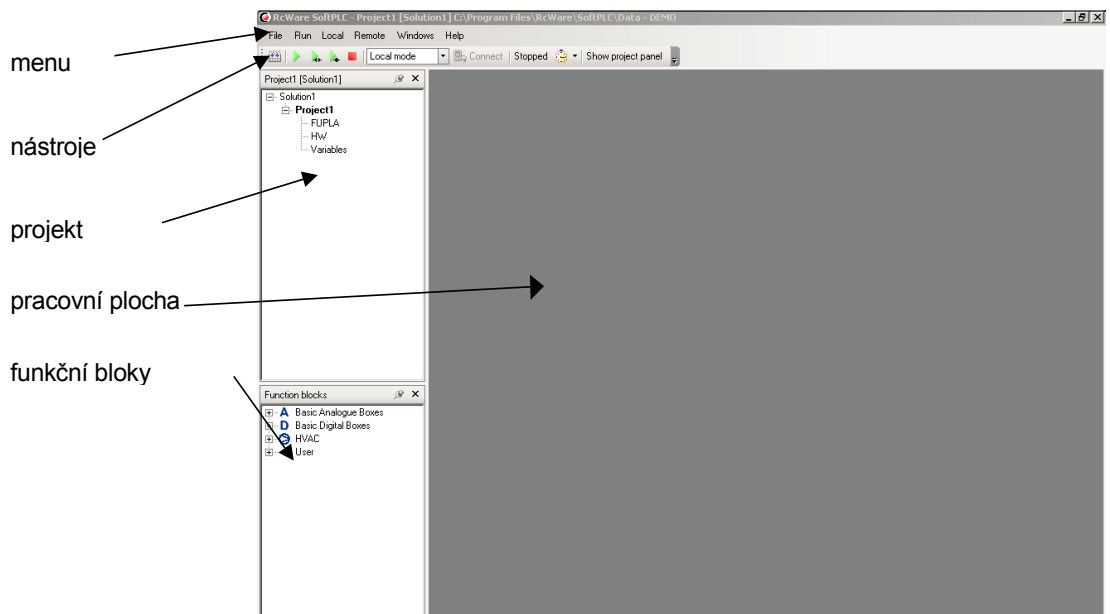 RcWare SoftPLC - Project1 [Solution1] C:\Program Files\RcWare\SoftPLC\Data - DEMO
File Run Local Remote Windows Help
Local mode Connect Stopped Show project panel
menu
nástroje
projekt
pracovní plocha
funkční bloky
Project1 [Solution1]
Solution1
Project1
FUPLA
HW
Variables
Function blocks
A Basic Analogue Boxes
D Basic Digital Boxes
HVAC
User